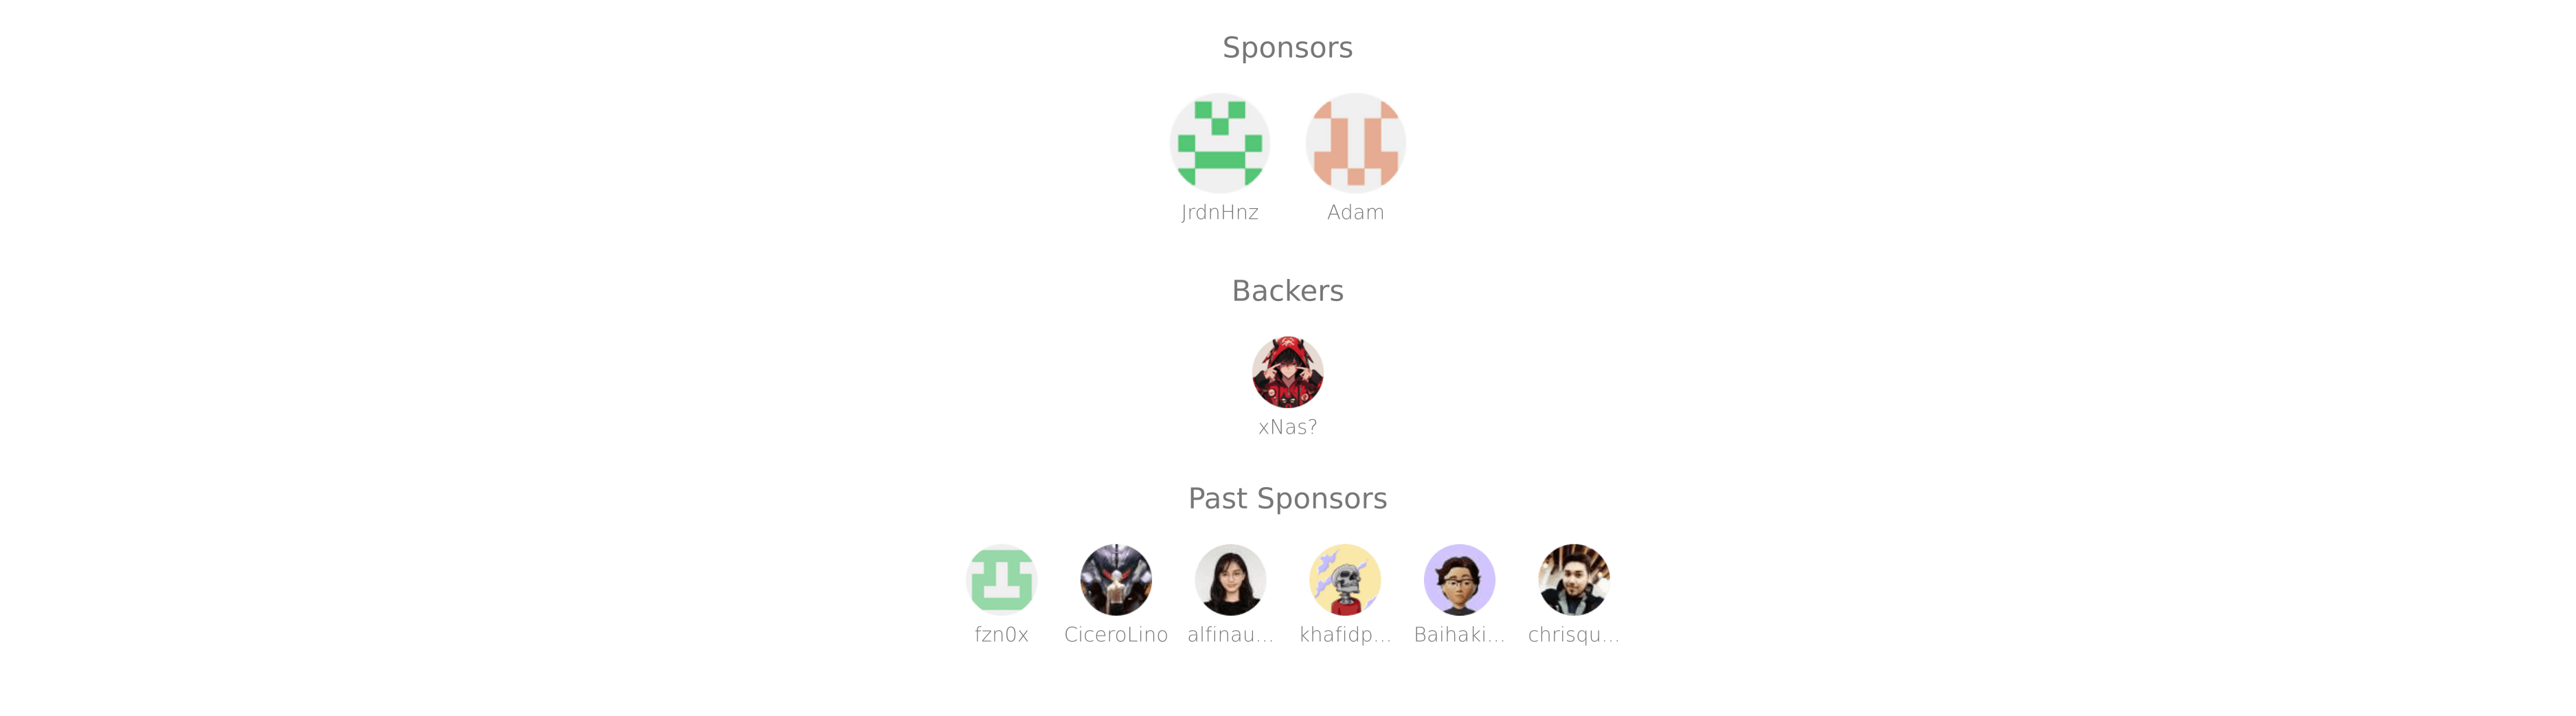 Sponsors
JrdnHnz Adam
Backers
xNas?
Past Sponsors
fzn0x CiceroLino alfinau... khafidp... Baihaki... chrisqu...